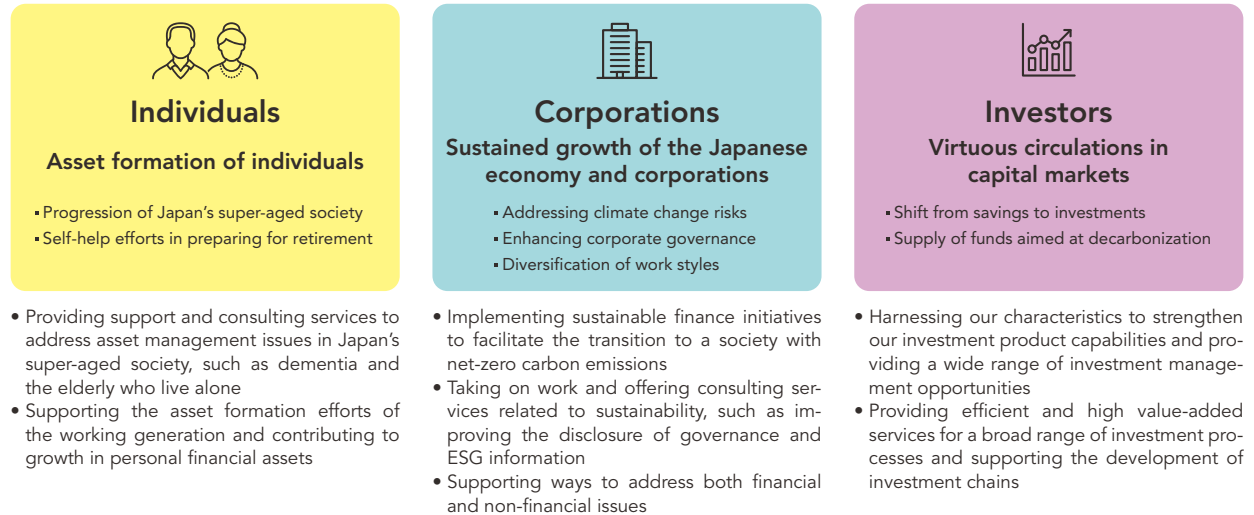 Individuals
Asset formation of individuals
▪ Progression of Japan's super-aged society
▪ Self-help efforts in preparing for retirement
• Providing support and consulting services to
address asset management issues in Japan's
super-aged society, such as dementia and
the elderly who live alone
• Supporting the asset formation efforts of
the working generation and contributing to
growth in personal financial assets
Corporations
Sustained growth of the Japanese
economy and corporations
▪ Addressing climate change risks
▪ Enhancing corporate governance
▪ Diversification of work styles
• Implementing sustainable finance initiatives
to facilitate the transition to a society with
net-zero carbon emissions
• Taking on work and offering consulting ser-
vices related to sustainability, such as im-
proving the disclosure of governance and
ESG information
• Supporting ways to address both financial
and non-financial issues
Investors
Virtuous circulations in
capital markets
▪ Shift from savings to investments
▪ Supply of funds aimed at decarbonization
• Harnessing our characteristics to strengthen
our investment product capabilities and pro-
viding a wide range of investment manage-
ment opportunities
• Providing efficient and high value-added
services for a broad range of investment pro-
cesses and supporting the development of
investment chains